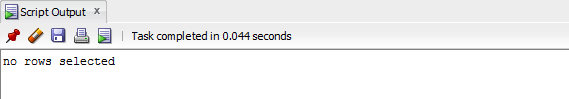 Script Output x
Task completed in 0.044 seconds
no rows selected